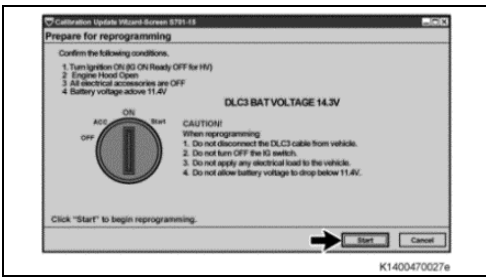 Calibration Update Wizard-Screen S701-15
Prepare for reprogramming
Confirm the following conditions.
1. Turn Ignition ON (IG ON Ready OFF for HV)
2 Engine Hood Open
3 All electrical accessories are OFF
4 Battery voltage adove 11.4V
DLC3 BAT VOLTAGE 14.3V
ON
ACC
Start
OFF
CAUTION!
When reprogramming
1. Do not disconnect the DLC3 cable from vehicle.
2. Do not turn OFF the IG switch.
3. Do not apply any electrical load to the vehicle.
4. Do not allow battery voltage to drop below 11.4V.
Click "Start" to begin reprogramming.
Start
Cancel
K1400470027e